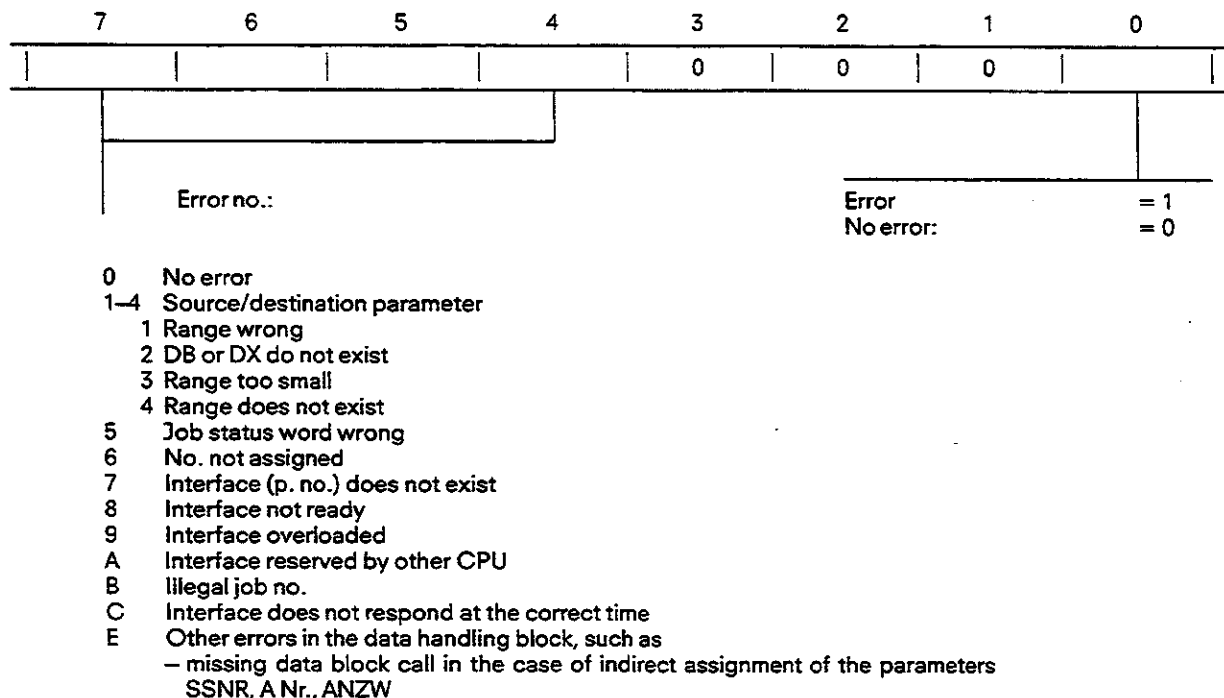 7 6 5 4 3 2 1 0
0 0 0
Error no.:
Error = 1
No error: = 0
0 No error
1–4 Source/destination parameter
1 Range wrong
2 DB or DX do not exist
3 Range too small
4 Range does not exist
5 Job status word wrong
6 No. not assigned
7 Interface (p. no.) does not exist
8 Interface not ready
9 Interface overloaded
A Interface reserved by other CPU
B Illegal job no.
C Interface does not respond at the correct time
E Other errors in the data handling block, such as
– missing data block call in the case of indirect assignment of the parameters
SSNR, A Nr., ANZW